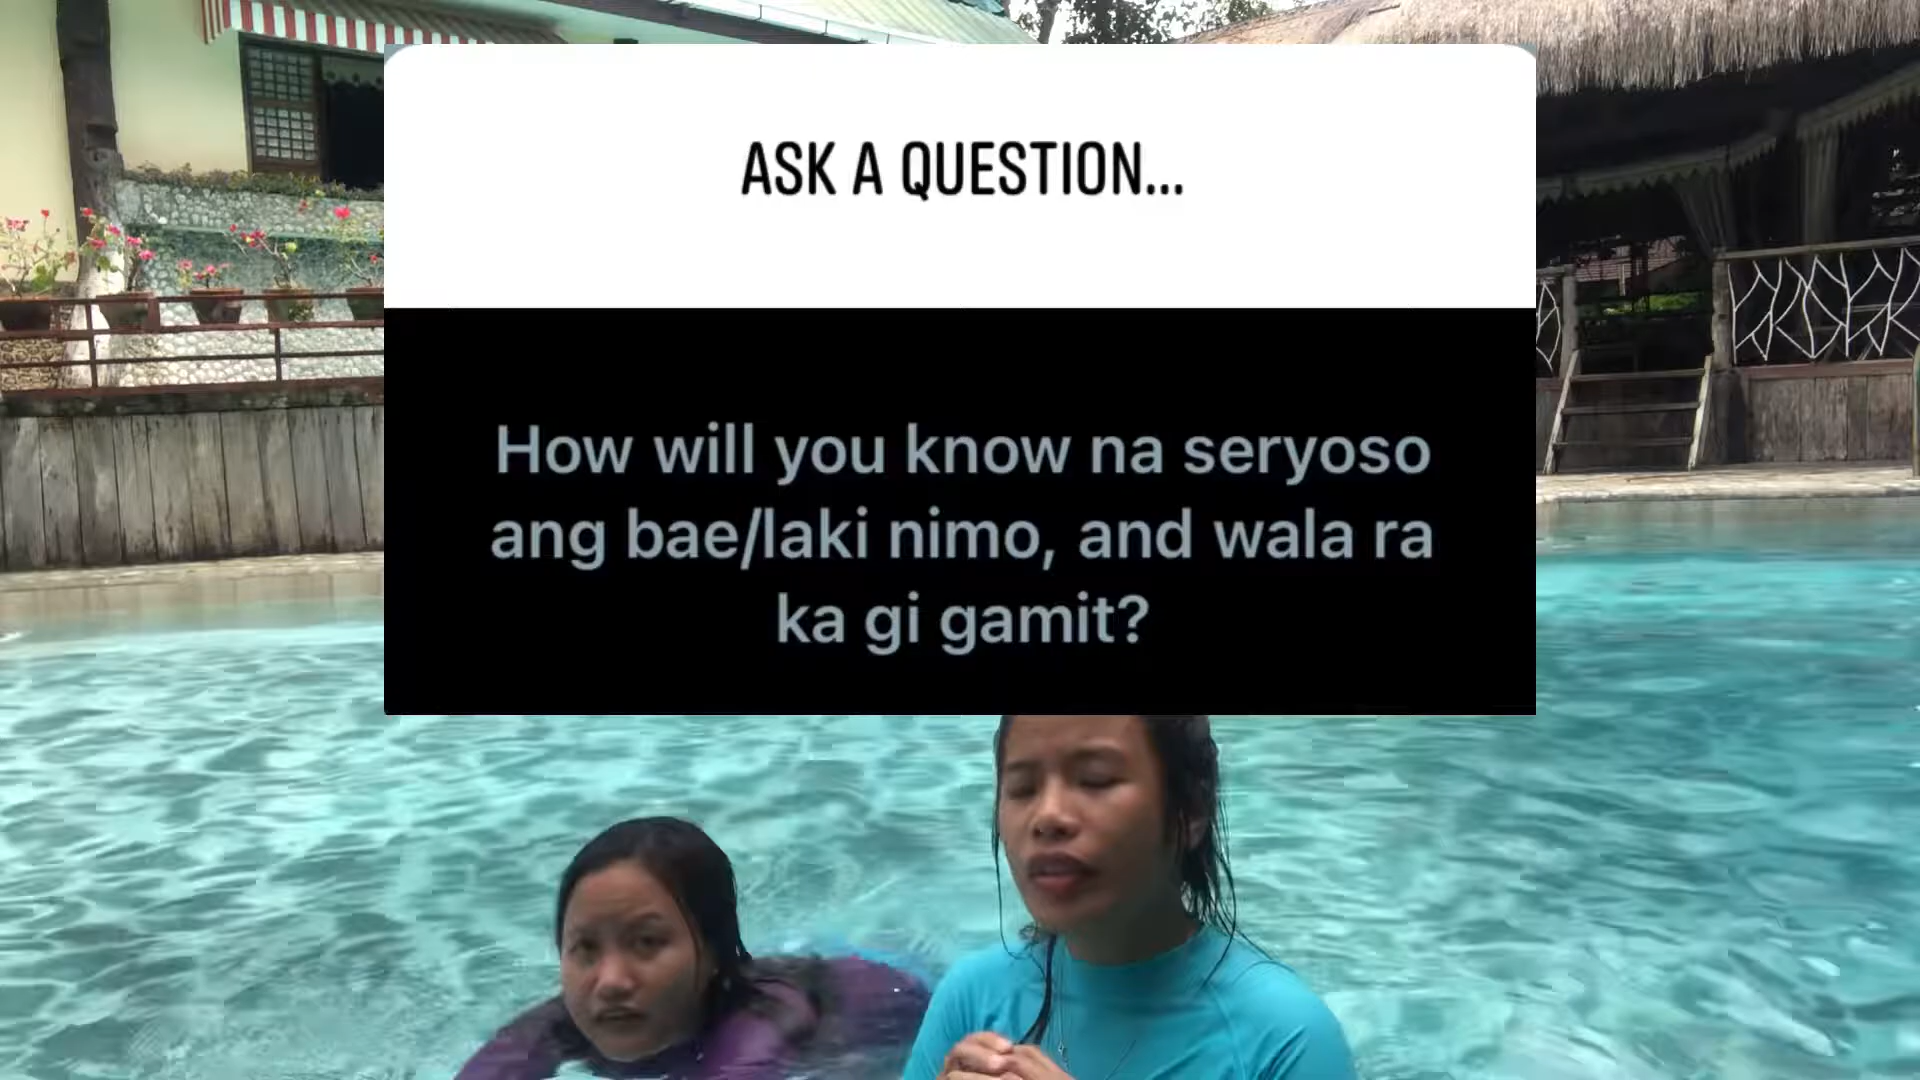 ASK A QUESTION...
How will you know na seryoso
ang bae/laki nimo, and wala ra
ka gi gamit?